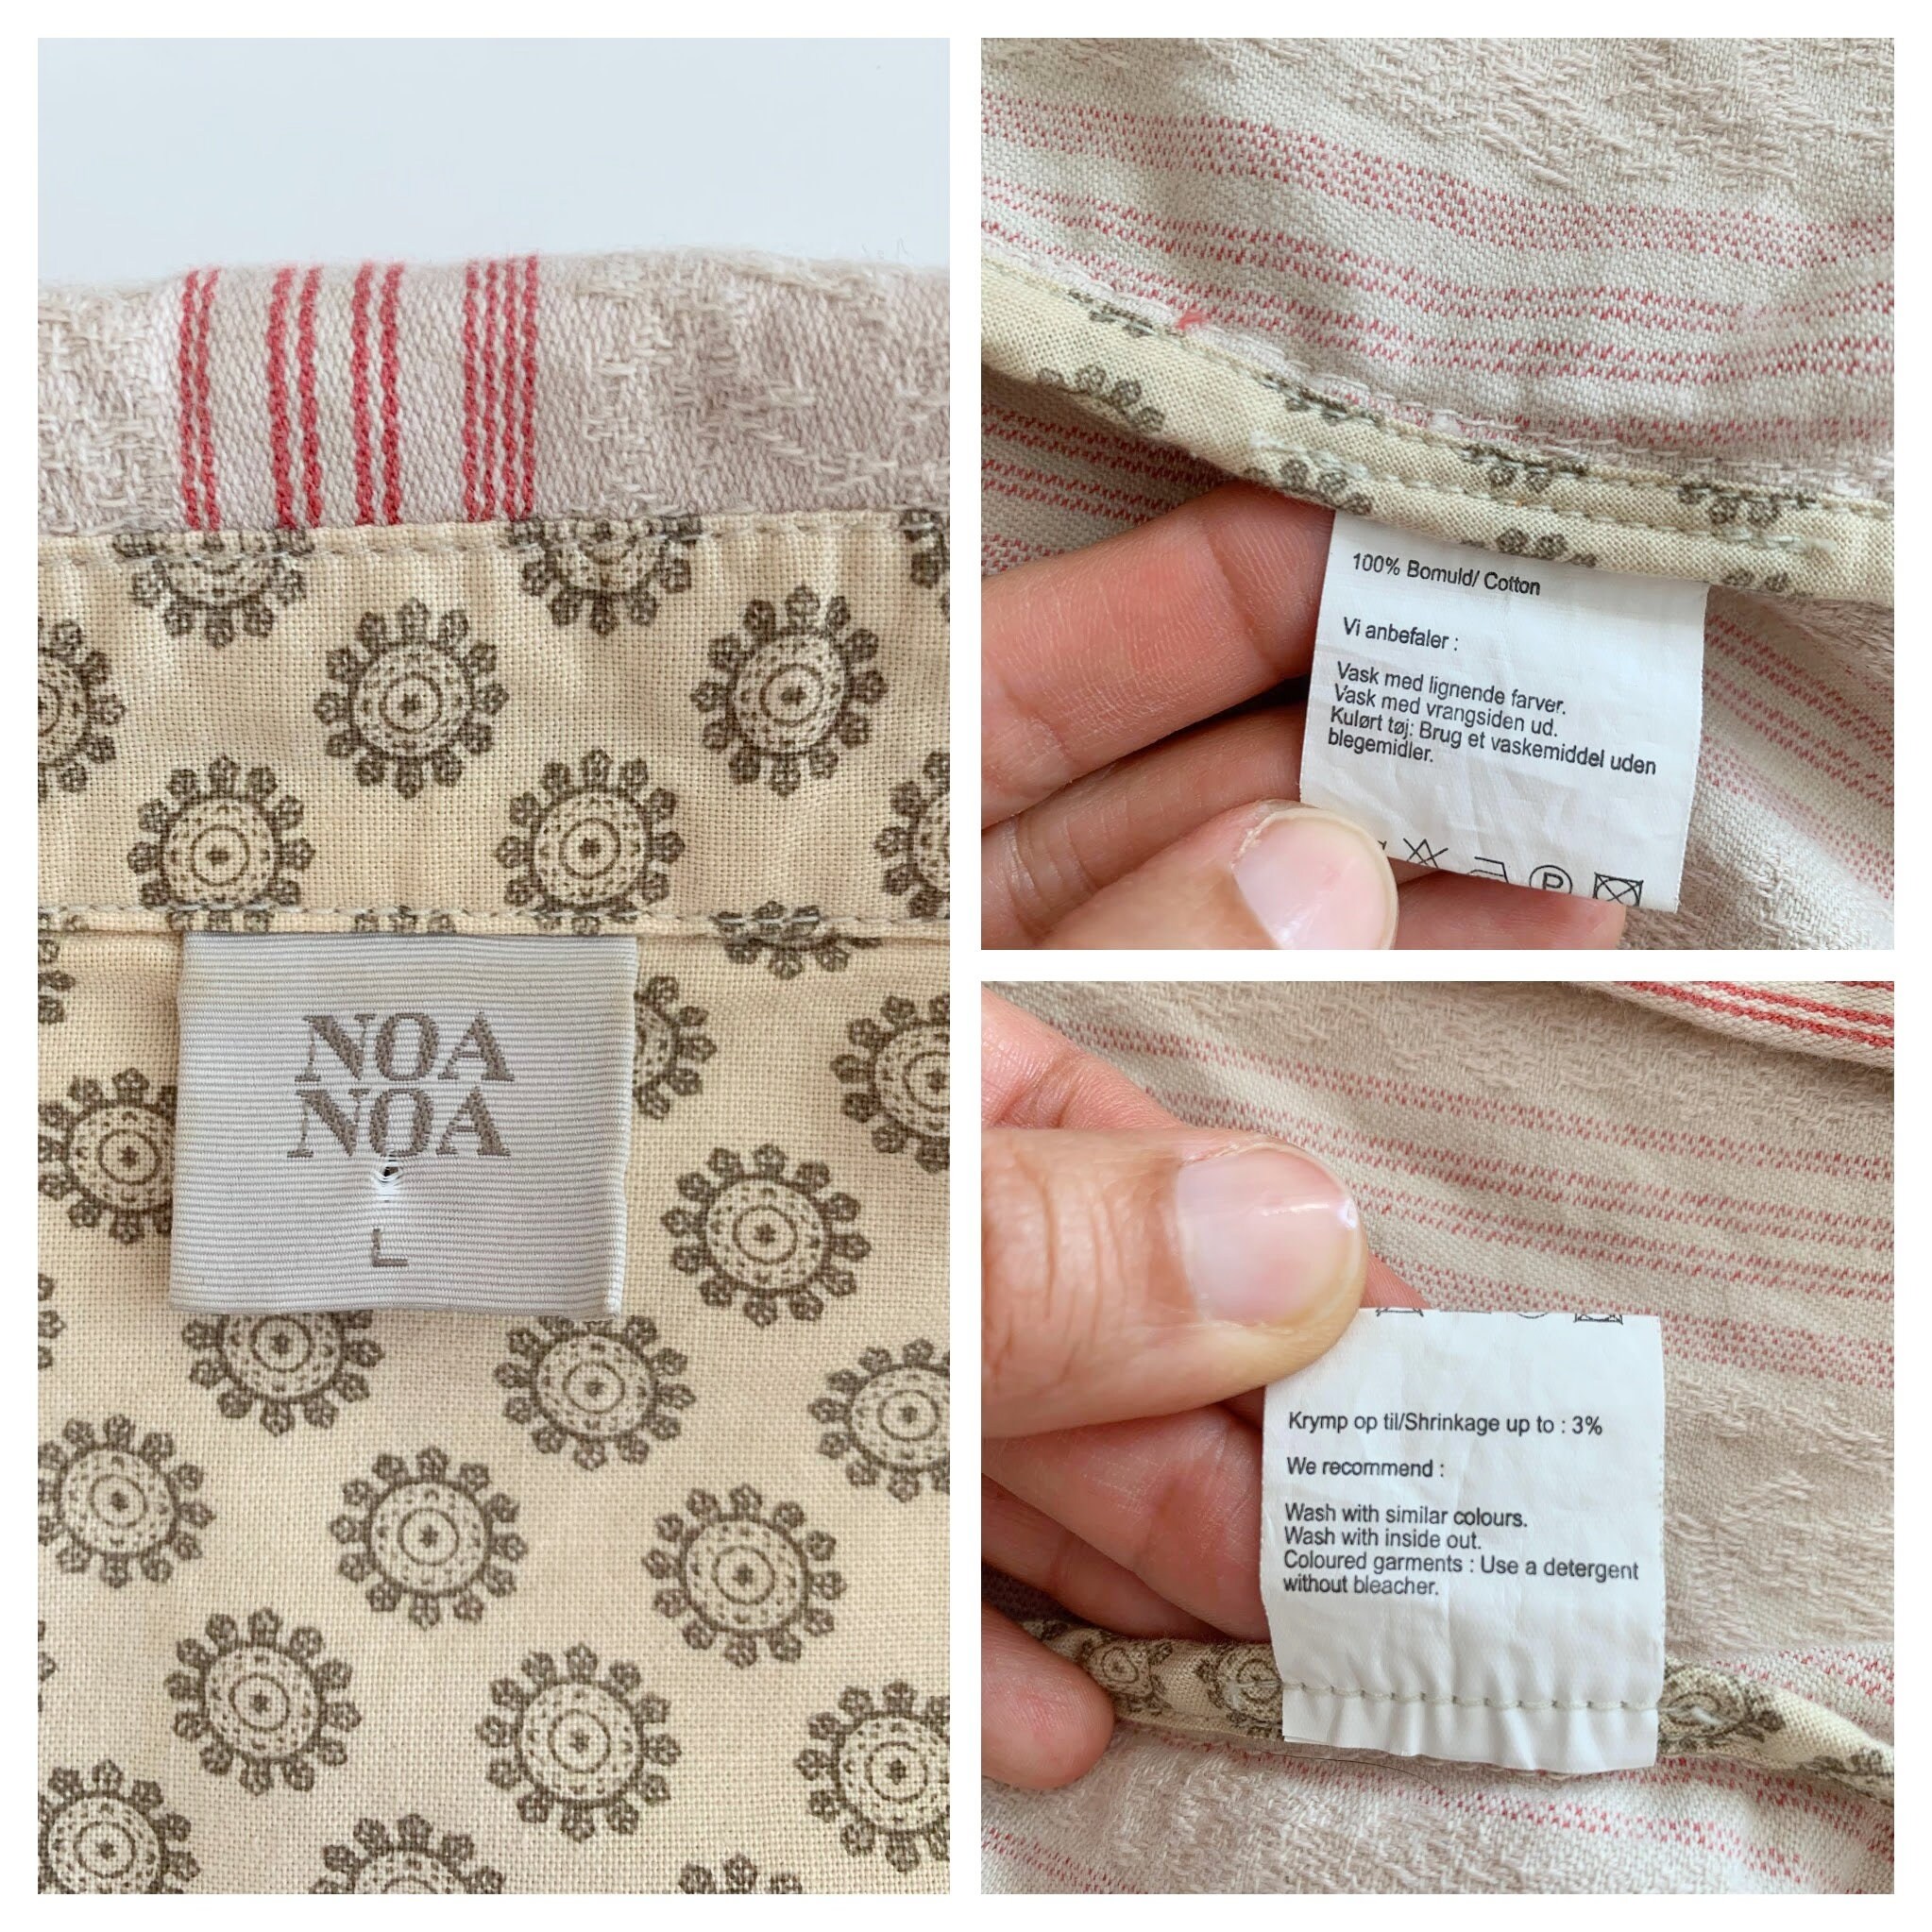 NOA
NOA
L
100% Bomuld/ Cotton
Vi anbefaler :
Vask med lignende farver.
Vask med vrangsiden ud.
Kulørt tøj: Brug et vaskemiddel uden
blegemidler.
P
Krymp op til/Shrinkage up to : 3%
We recommend :
Wash with similar colours.
Wash with inside out.
Coloured garments : Use a detergent
without bleacher.